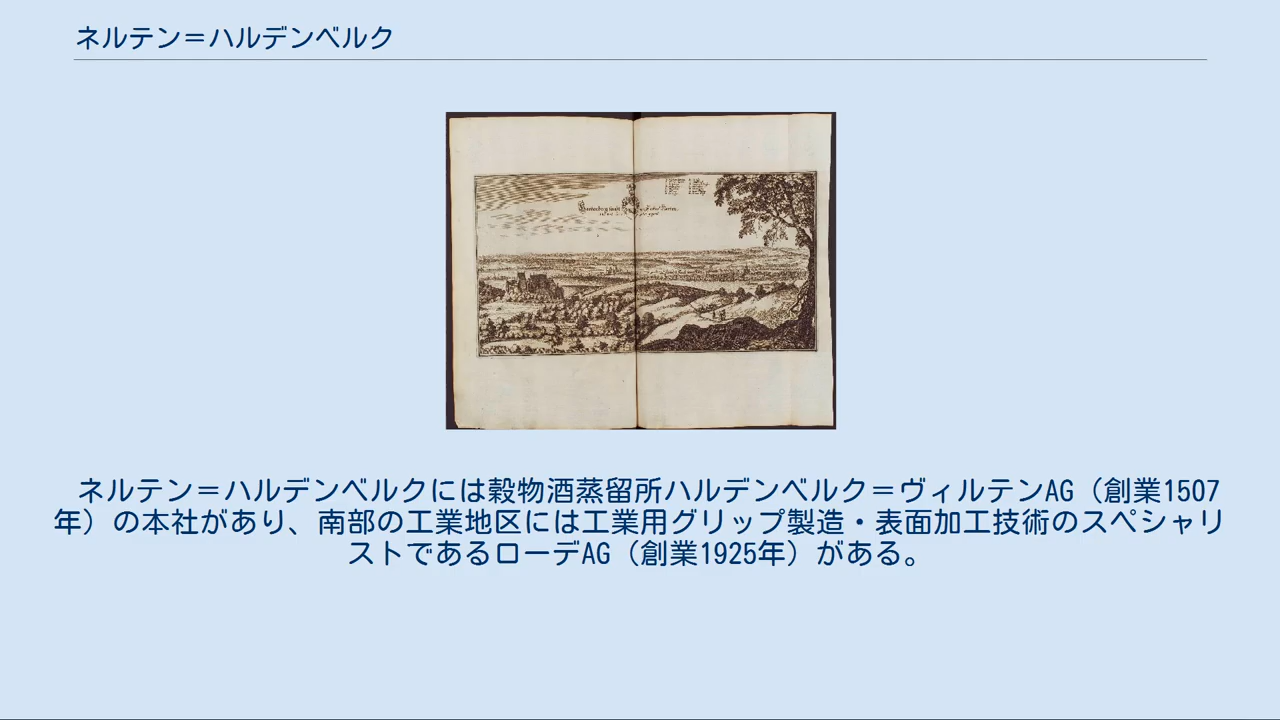 ネルテン＝ハルデンベルク
ネルテン＝ハルデンベルクには穀物酒蒸留所ハルデンベルク＝ヴィルテンAG（創業1507
年）の本社があり、南部の工業地区には工業用グリップ製造・表面加工技術のスペシャリ
ストであるローデAG（創業1925年）がある。